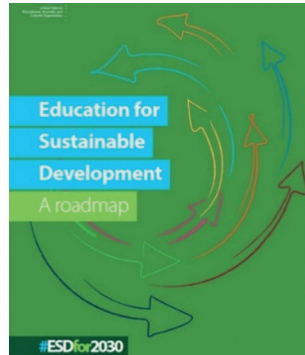 Education for
Sustainable
Development
A roadmap
#ESDfor2030